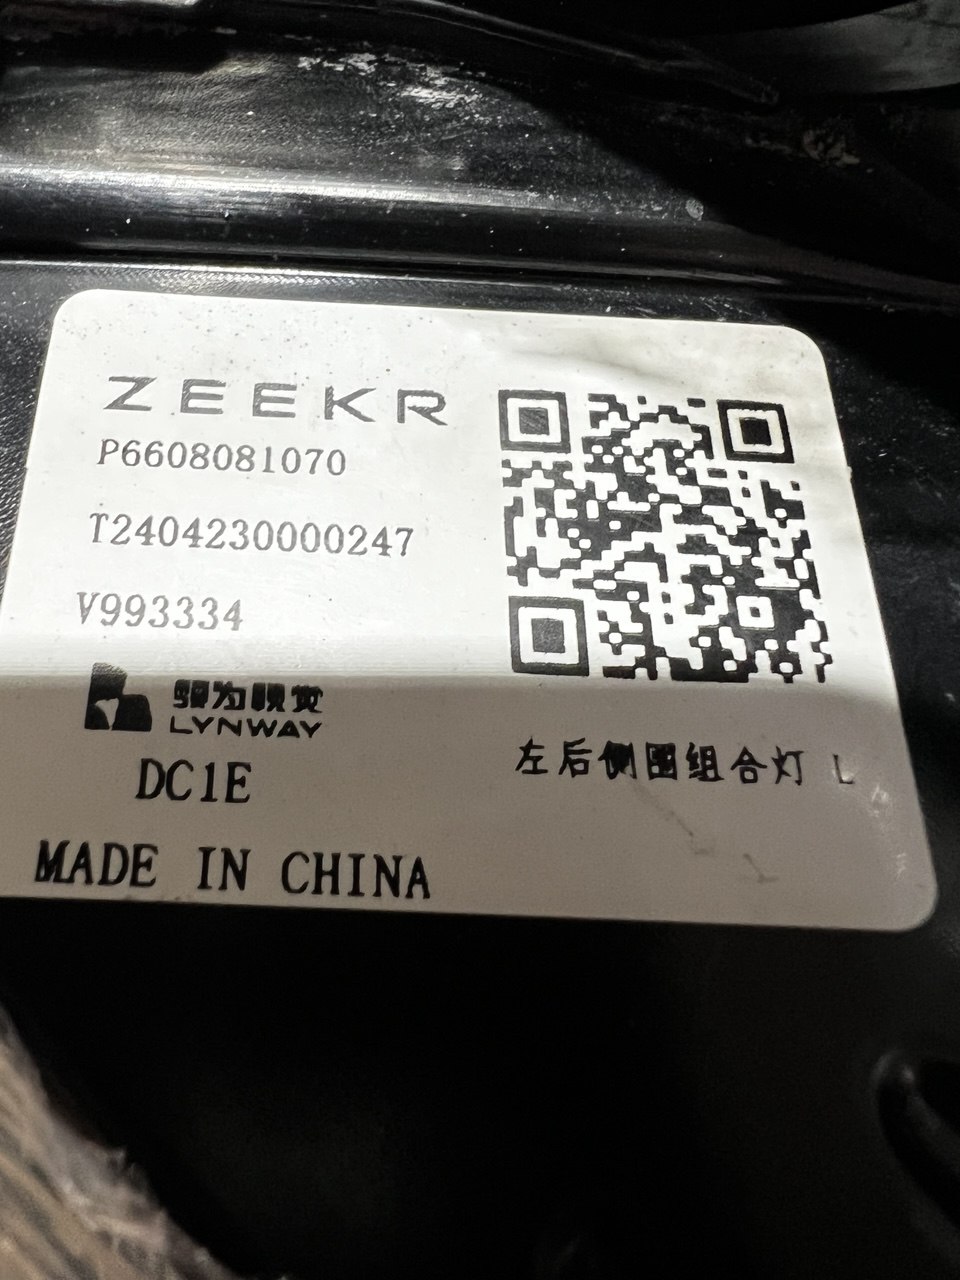 ZEEKR
P6608081070
T2404230000247
V993334
领为视觉
LYNWAY
DC1E
左后侧围组合灯 L
MADE IN CHINA